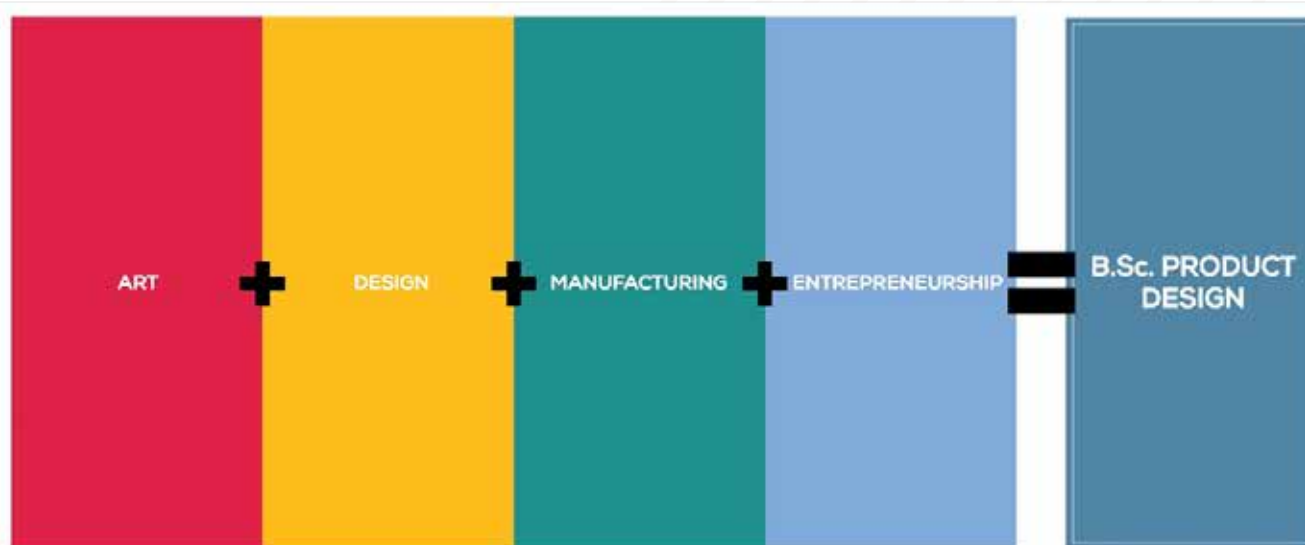 ART + DESIGN + MANUFACTURING + ENTREPRENEURSHIP = B.Sc. PRODUCT
DESIGN